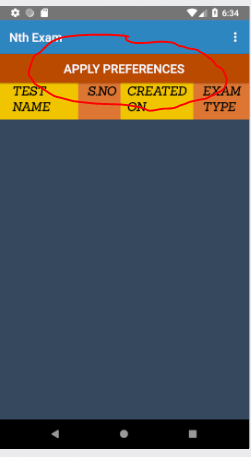 6:34
Nth Exam
APPLY PREFERENCES
TEST S.NO CREATED EXAM
NAME ON TYPE